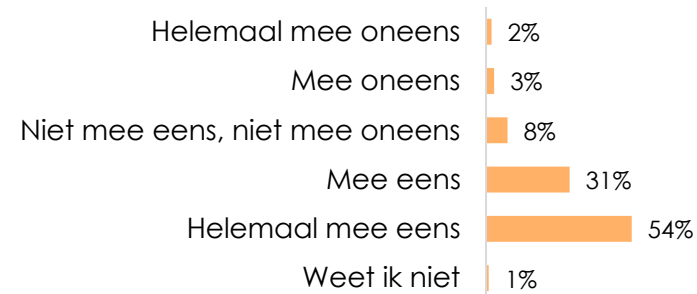 Helemaal mee oneens 2%
Mee oneens 3%
Niet mee eens, niet mee oneens 8%
Mee eens 31%
Helemaal mee eens 54%
Weet ik niet 1%